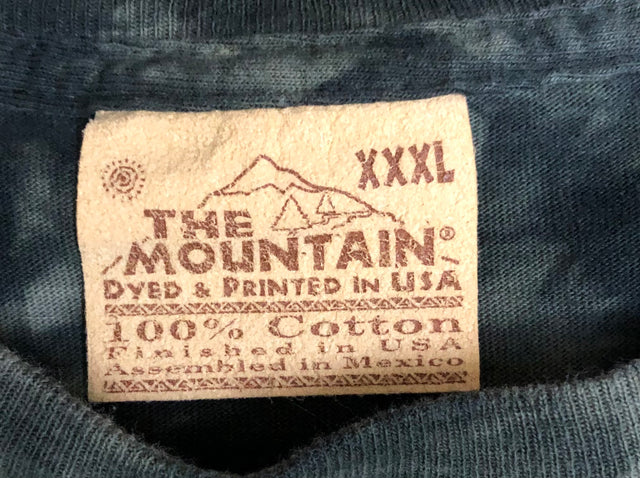 XXXL
THE
MOUNTAIN®
DYED & PRINTED IN USA
100% Cotton
Finished in USA
Assembled in Mexico